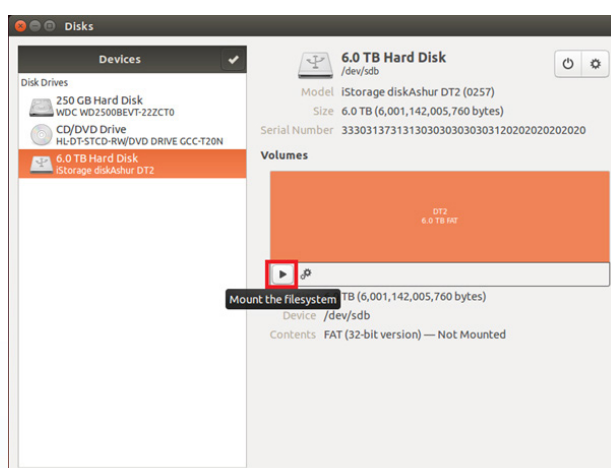 Disks
Devices
Disk Drives
250 GB Hard Disk
WDC WD2500BEVT-22ZCT0
CD/DVD Drive
HL-DT-STCD-RW/DVD DRIVE GCC-T20N
6.0 TB Hard Disk
iStorage diskAshur DT2
6.0 TB Hard Disk
/dev/sdb
Model iStorage diskAshur DT2 (0257)
Size 6.0 TB (6,001,142,005,760 bytes)
Serial Number
Volumes
DT2
6.0 TB FAT
Mount the filesystem
TB (6,001,142,005,760 bytes)
Device /dev/sdb
Contents FAT (32-bit version) — Not Mounted